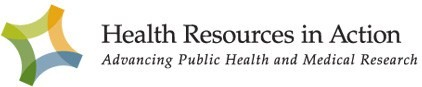 Health Resources in Action
Advancing Public Health and Medical Research